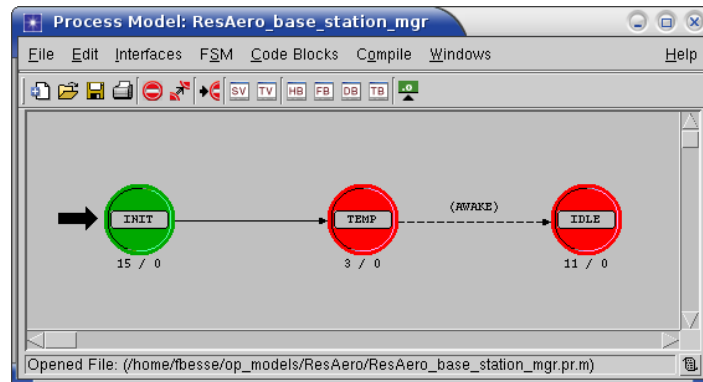 Process Model: ResAero_base_station_mgr
File Edit Interfaces FSM Code Blocks Compile Windows Help
SV TV HB FB DB TB
(AWAKE)
INIT TEMP IDLE
15 / 0 3 / 0 11 / 0
Opened File: (/home/fbesse/op_models/ResAero/ResAero_base_station_mgr.pr.m)